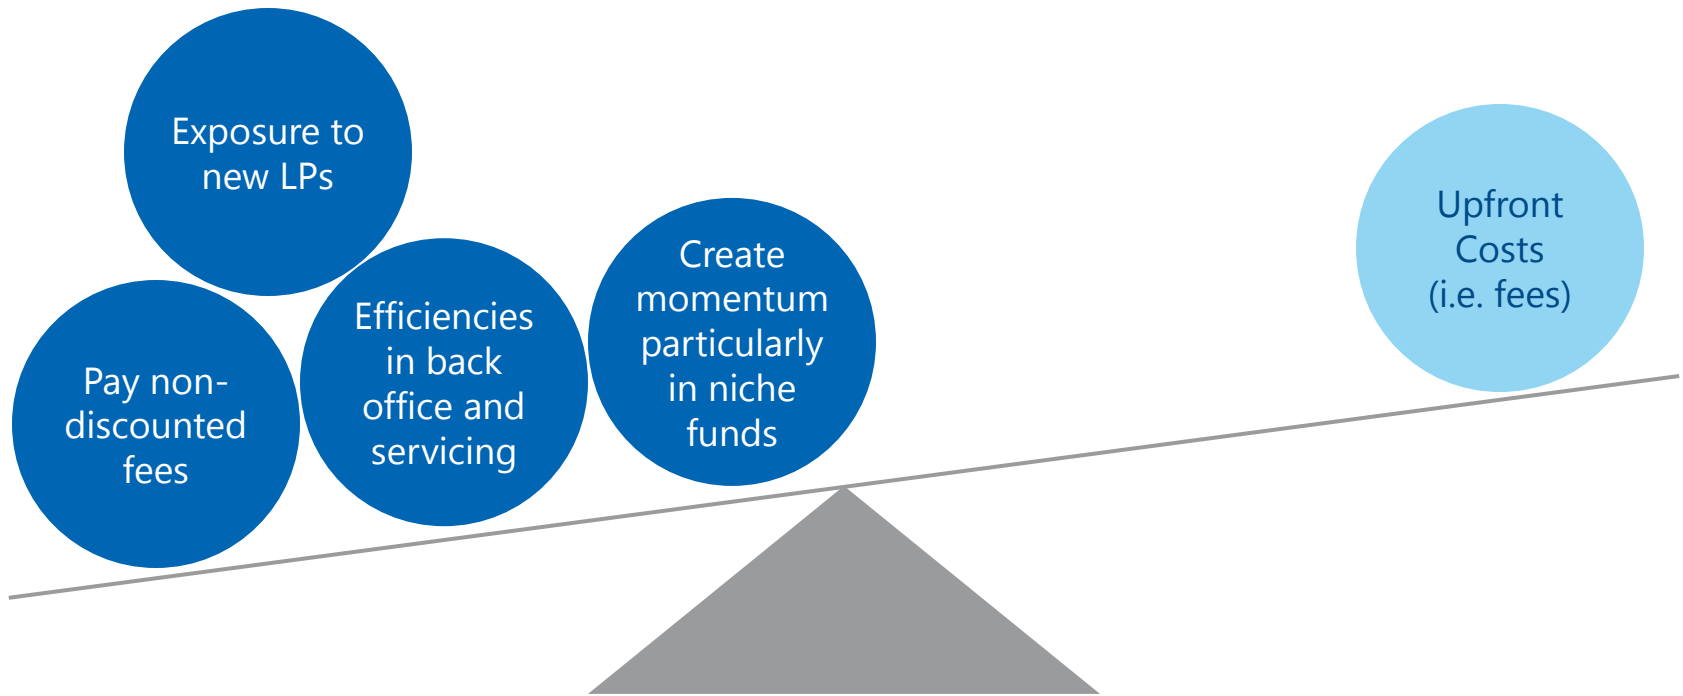 Exposure to
new LPs
Pay non-
discounted
fees
Efficiencies
in back
office and
servicing
Create
momentum
particularly
in niche
funds
Upfront
Costs
(i.e. fees)